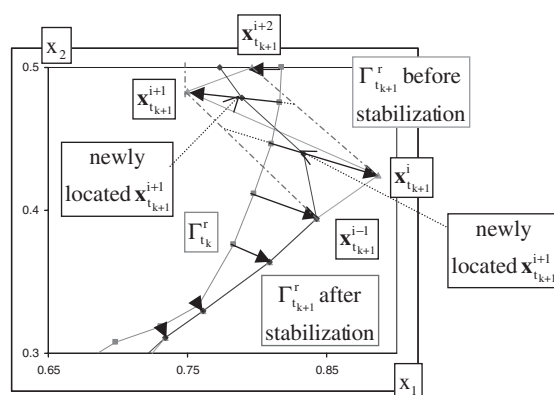 x₂
0.5
x^{i+2}_{t_{k+1}}
x^{i+1}_{t_{k+1}}
Γ^r_{t_{k+1}} before
stabilization
newly
located x^{i+1}_{t_{k+1}}
x^i_{t_{k+1}}
0.4
Γ^r_{t_k}
x^{i-1}_{t_{k+1}}
newly
located x^{i+1}_{t_{k+1}}
Γ^r_{t_{k+1}} after
stabilization
0.3
0.65
0.75
0.85
x₁